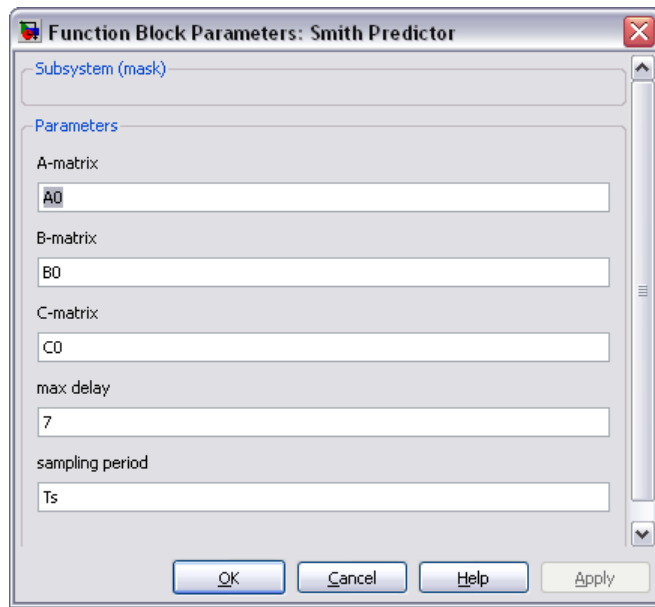 Function Block Parameters: Smith Predictor
Subsystem (mask)
Parameters
A-matrix
A0
B-matrix
B0
C-matrix
C0
max delay
7
sampling period
Ts
OK Cancel Help Apply